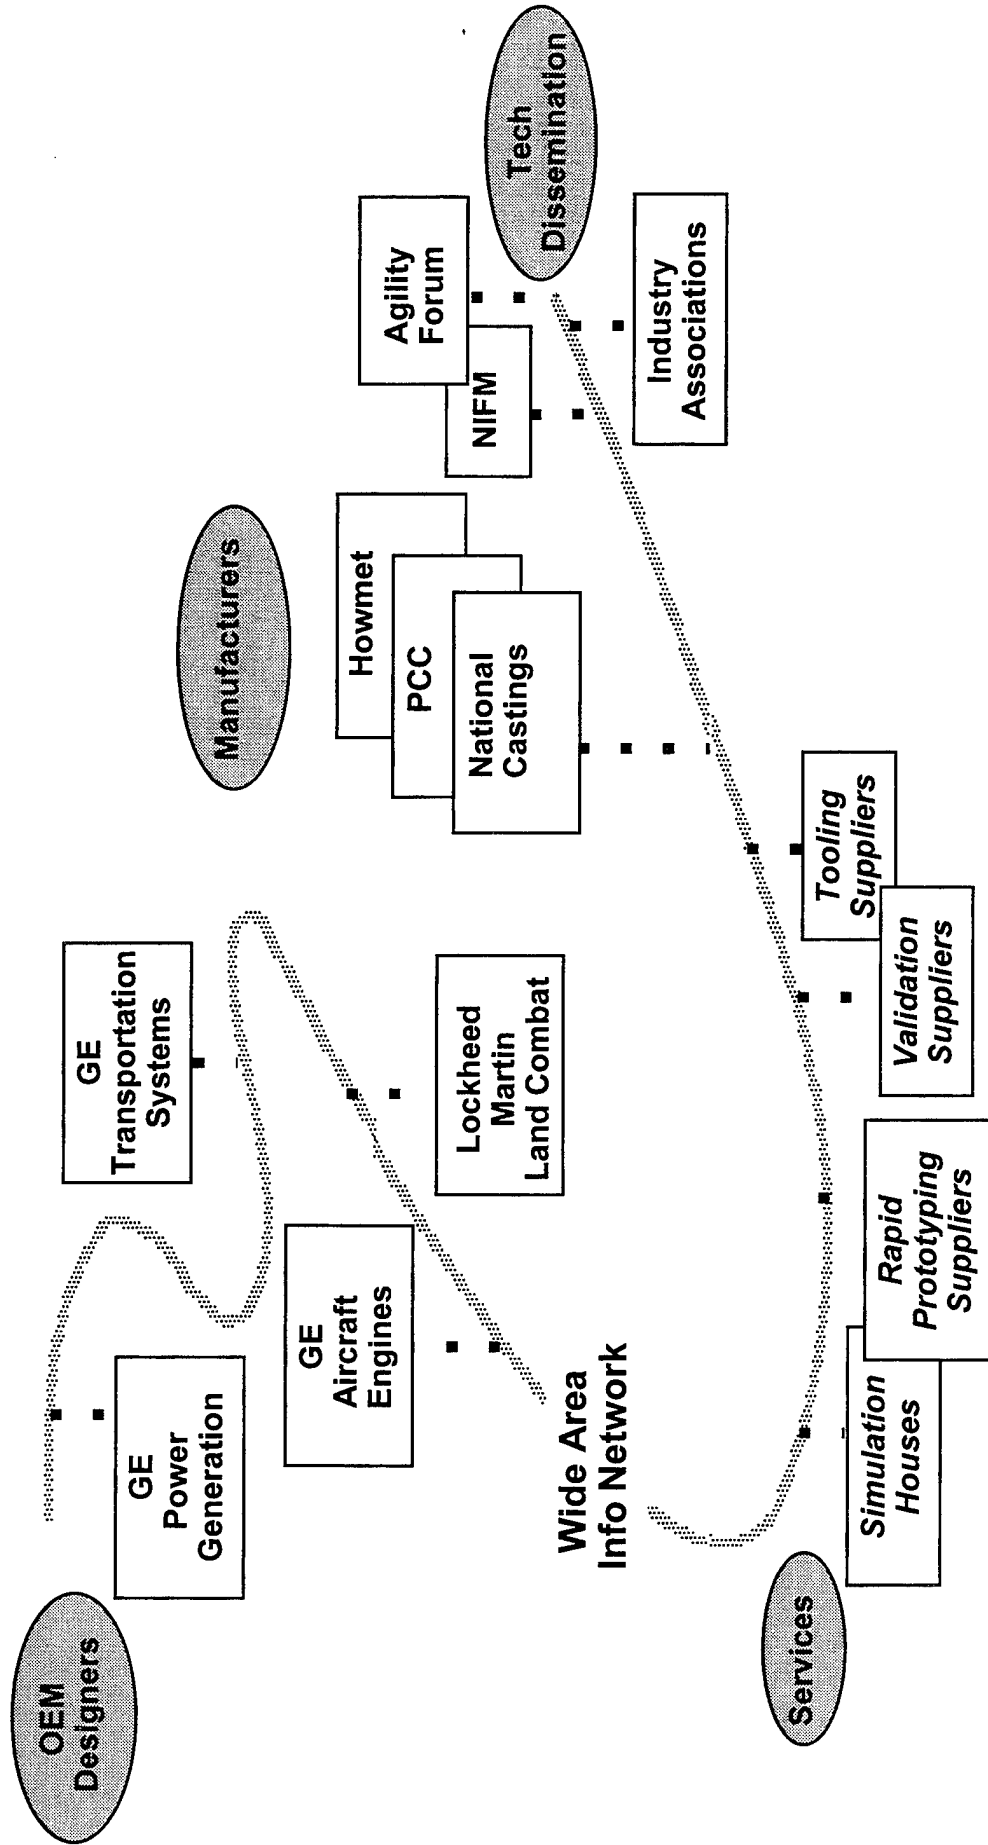 OEM
Designers
GE
Power
Generation
GE
Transportation
Systems
GE
Aircraft
Engines
Lockheed
Martin
Land Combat
Manufacturers
Howmet
PCC
National
Castings
NIFM
Agility
Forum
Tech
Dissemination
Industry
Associations
Wide Area
Info Network
Services
Simulation
Houses
Rapid
Prototyping
Suppliers
Validation
Suppliers
Tooling
Suppliers